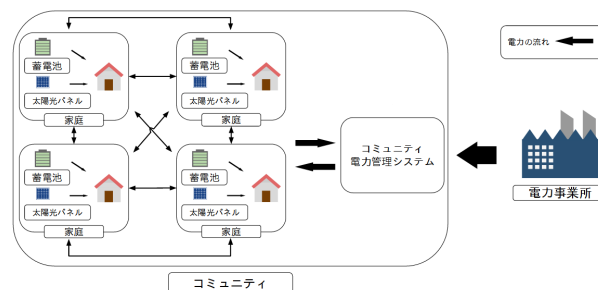 蓄電池
太陽光パネル
家庭
蓄電池
太陽光パネル
家庭
蓄電池
太陽光パネル
家庭
蓄電池
太陽光パネル
家庭
コミュニティ
電力管理システム
電力の流れ
電力事業所
コミュニティ